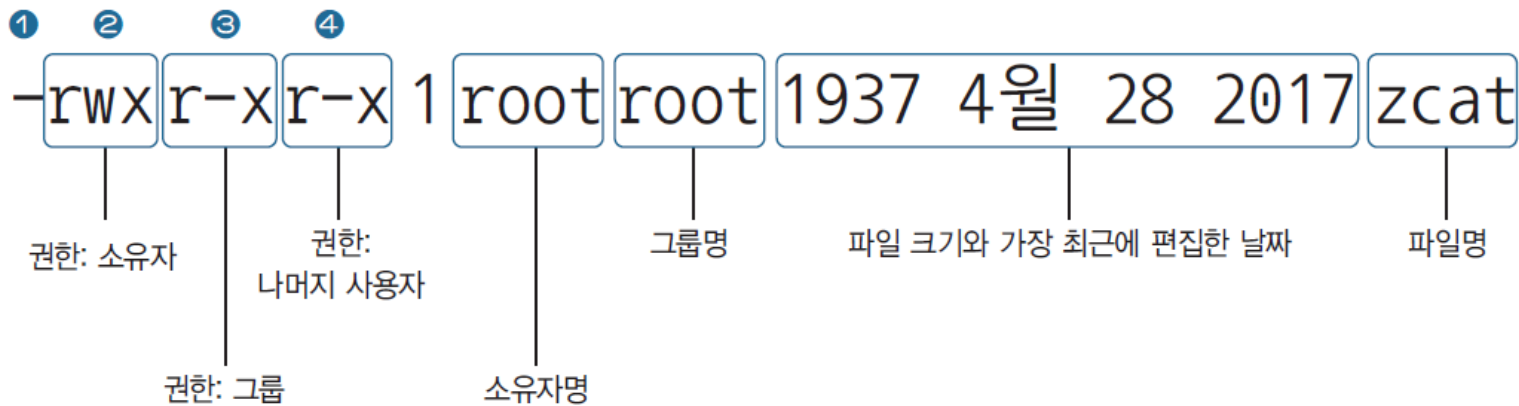 ❶ ❷ ❸ ❹
-rwx r-x r-x 1 root root 1937 4월 28 2017 zcat
권한: 소유자
권한:
나머지 사용자
그룹명
파일 크기와 가장 최근에 편집한 날짜
파일명
권한: 그룹
소유자명